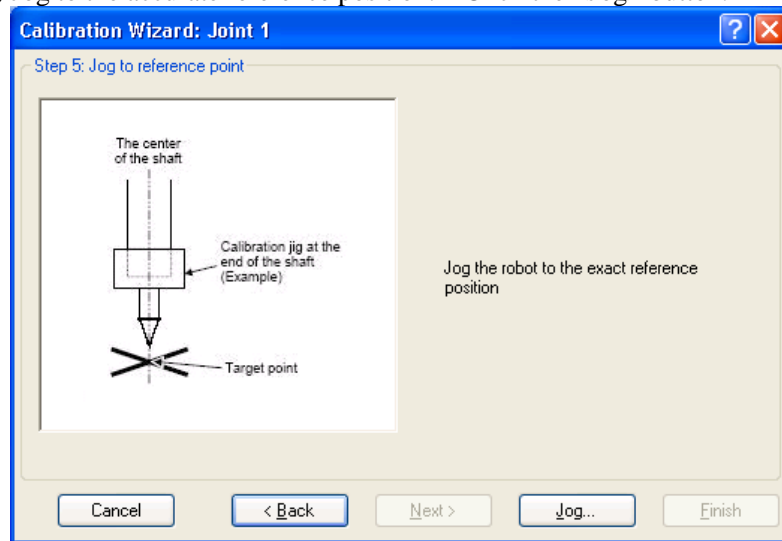 Calibration Wizard: Joint 1
Step 5: Jog to reference point
The center
of the shaft
Calibration jig at the
end of the shaft
(Example)
Target point
Jog the robot to the exact reference
position
Cancel
< Back
Next >
Jog...
Finish